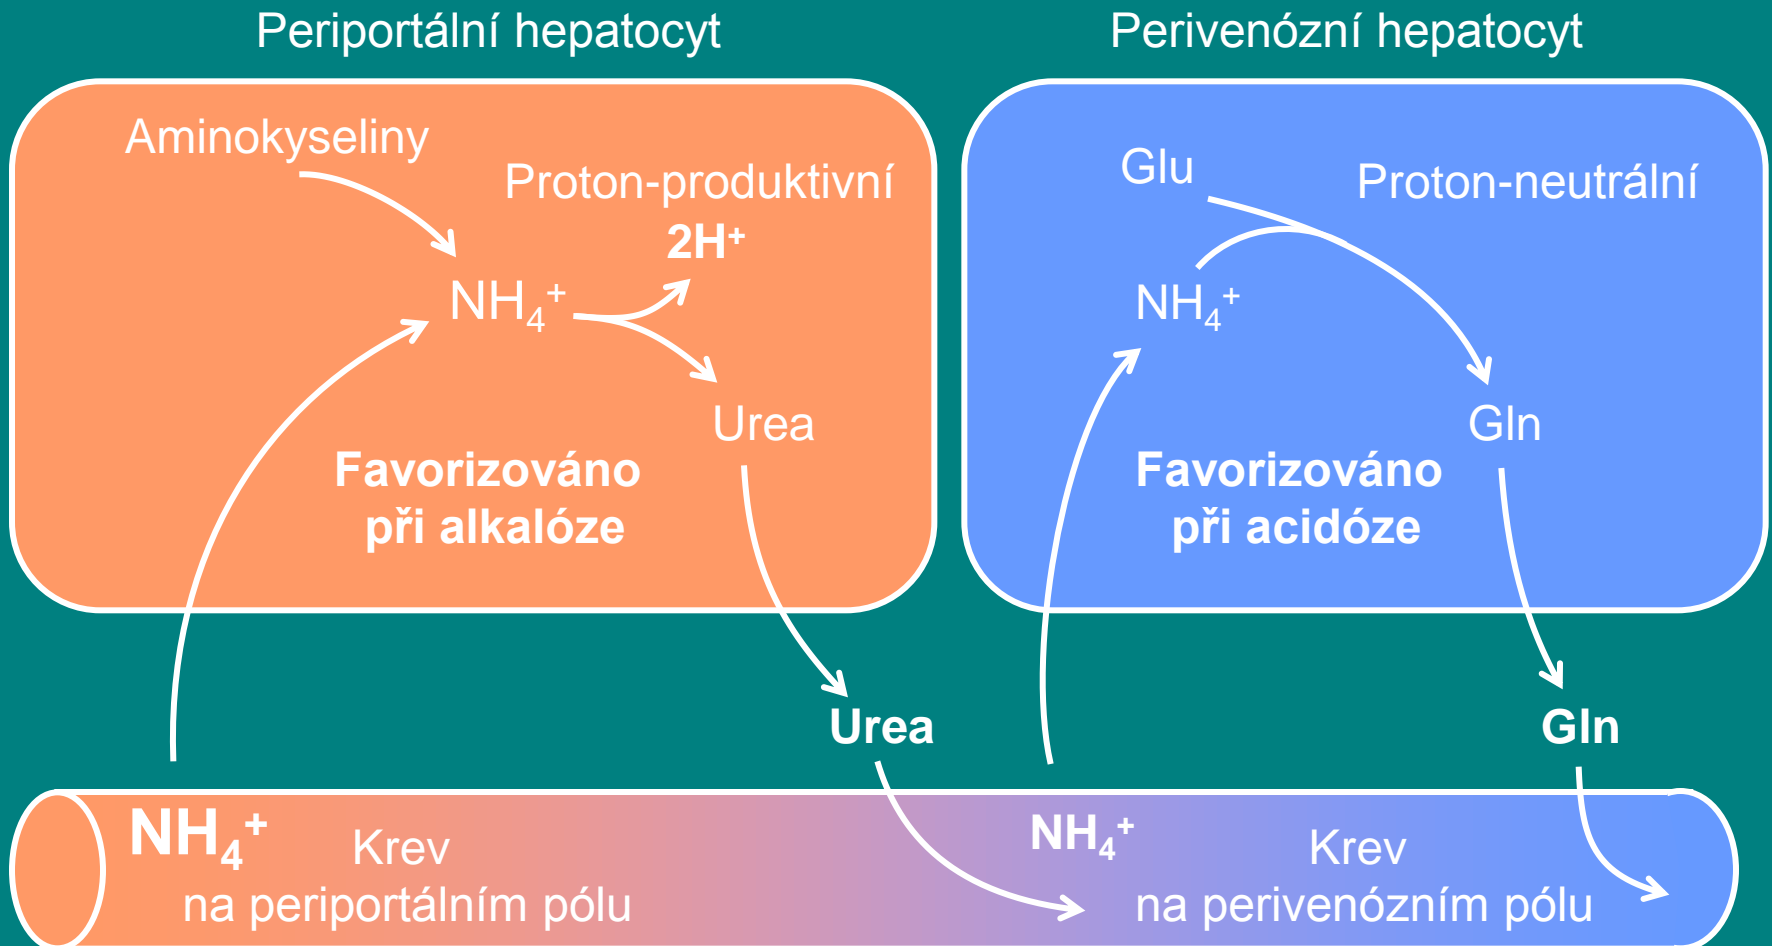 Periportální hepatocyt
Perivenózní hepatocyt
Aminokyseliny
Proton-produktivní
2H⁺
NH₄⁺
Urea
Favorizováno
při alkalóze
Glu
Proton-neutrální
NH₄⁺
Gln
Favorizováno
při acidóze
Urea
Gln
NH₄⁺
Krev
na periportálním pólu
NH₄⁺
Krev
na perivenózním pólu